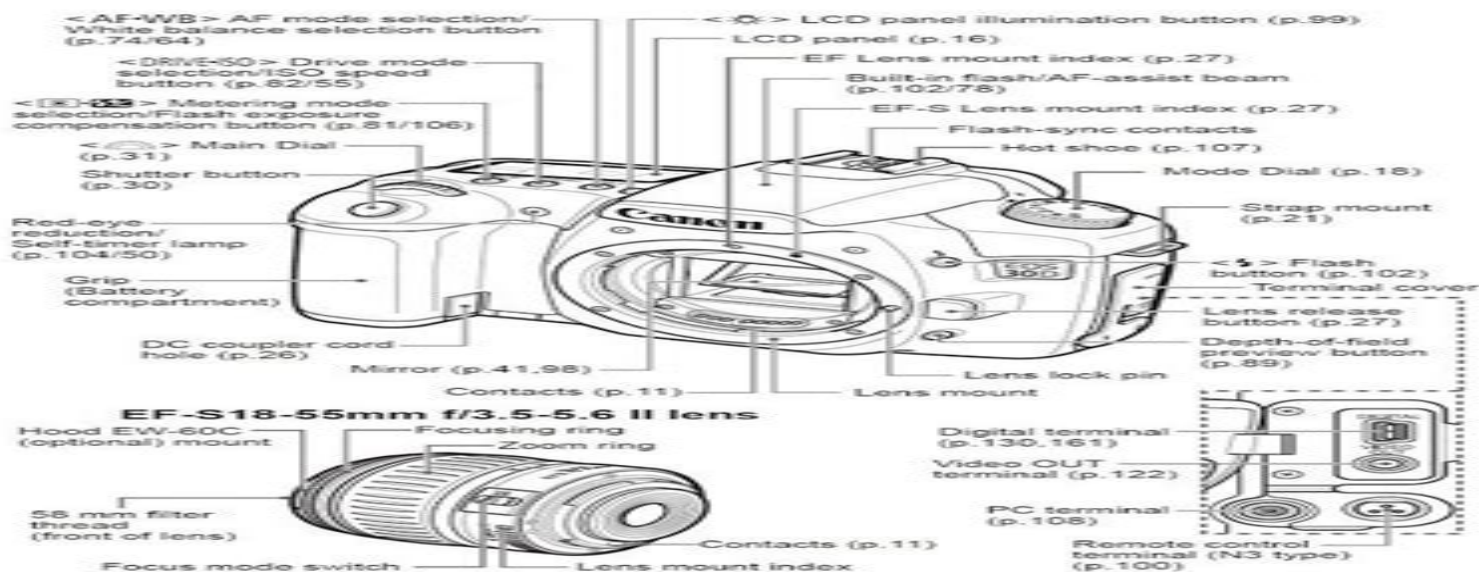 <AF•WB> AF mode selection/
White balance selection button
(p.74/64)
<DRIVE•ISO> Drive mode
selection/ISO speed
button (p.82/55)
< > Metering mode
selection/Flash exposure
compensation button (p.81/106)
< > Main Dial
(p.31)
Shutter button
(p.30)
Red-eye
reduction/
Self-timer lamp
(p.104/50)
Grip
(Battery
compartment)
DC coupler cord
hole (p.26)
Mirror (p.41,98)
Contacts (p.11)
< > LCD panel illumination button (p.99)
LCD panel (p.16)
EF Lens mount index (p.27)
Built-in flash/AF-assist beam
(p.102/78)
EF-S Lens mount index (p.27)
Flash-sync contacts
Hot shoe (p.107)
Mode Dial (p.18)
Strap mount
(p.21)
Canon
EOS
30D
< > Flash
button (p.102)
Terminal cover
Lens release
button (p.27)
Depth-of-field
preview button
(p.89)
Lens lock pin
Lens mount
EF-S18-55mm f/3.5-5.6 II lens
Hood EW-60C
(optional) mount
Focusing ring
Zoom ring
58 mm filter
thread
(front of lens)
Focus mode switch
Lens mount index
Contacts (p.11)
Digital terminal
(p.130,161)
Video OUT
terminal (p.122)
PC terminal
(p.108)
Remote control
terminal (N3 type)
(p.100)
DIGITAL
VIDEO
OUT